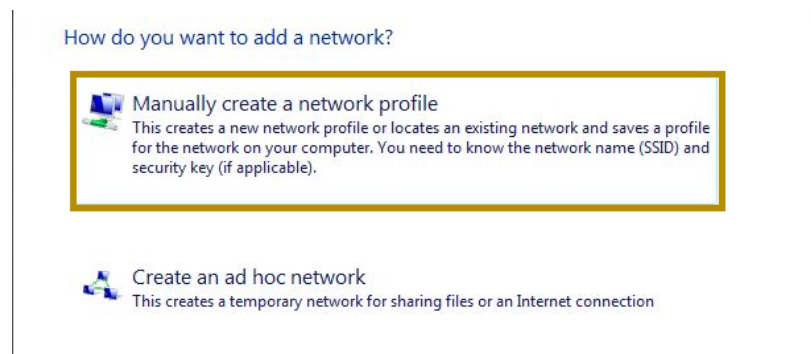 How do you want to add a network?
Manually create a network profile
This creates a new network profile or locates an existing network and saves a profile
for the network on your computer. You need to know the network name (SSID) and
security key (if applicable).
Create an ad hoc network
This creates a temporary network for sharing files or an Internet connection